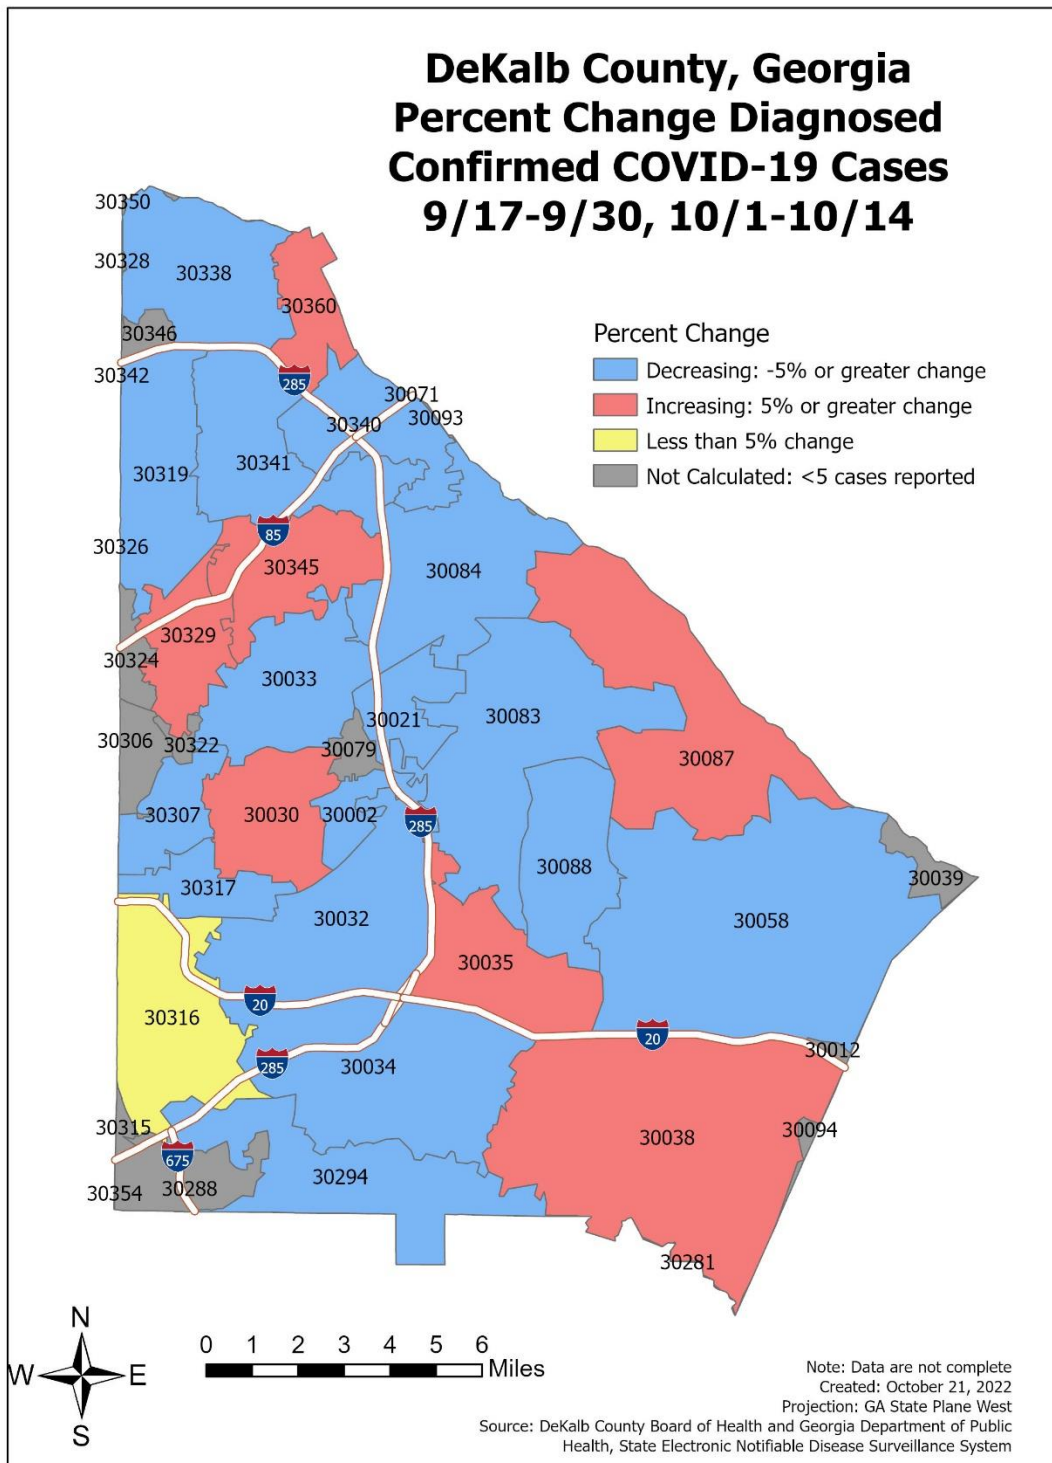 DeKalb County, Georgia
Percent Change Diagnosed
Confirmed COVID-19 Cases
9/17-9/30, 10/1-10/14
30350
30328
30338
30360
30346
30342
285
30071
30093
30340
30341
30319
85
30326
30345
30084
30329
30324
30033
30021
30083
30306
30322
30079
30087
30307
30030
30002
285
30088
30039
30317
30032
30058
30035
20
30316
20
30012
285
30034
30315
30094
30038
675
30294
30354
30288
30281
Percent Change
Decreasing: -5% or greater change
Increasing: 5% or greater change
Less than 5% change
Not Calculated: <5 cases reported
N
W
E
S
0 1 2 3 4 5 6
Miles
Note: Data are not complete
Created: October 21, 2022
Projection: GA State Plane West
Source: DeKalb County Board of Health and Georgia Department of Public
Health, State Electronic Notifiable Disease Surveillance System